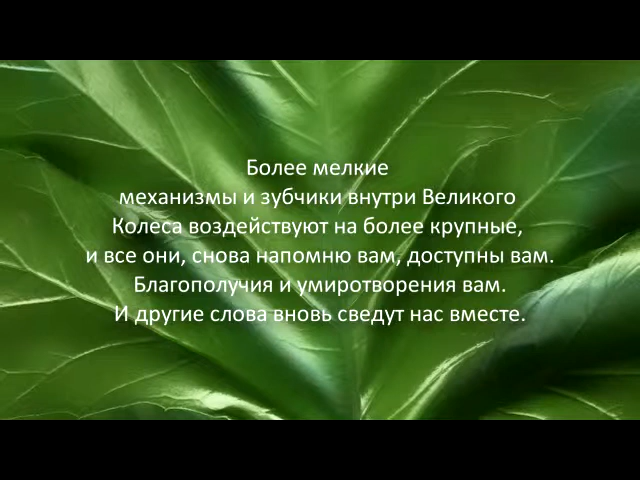 Более мелкие
механизмы и зубчики внутри Великого
Колеса воздействуют на более крупные,
и все они, снова напомню вам, доступны вам.
Благополучия и умиротворения вам.
И другие слова вновь сведут нас вместе.